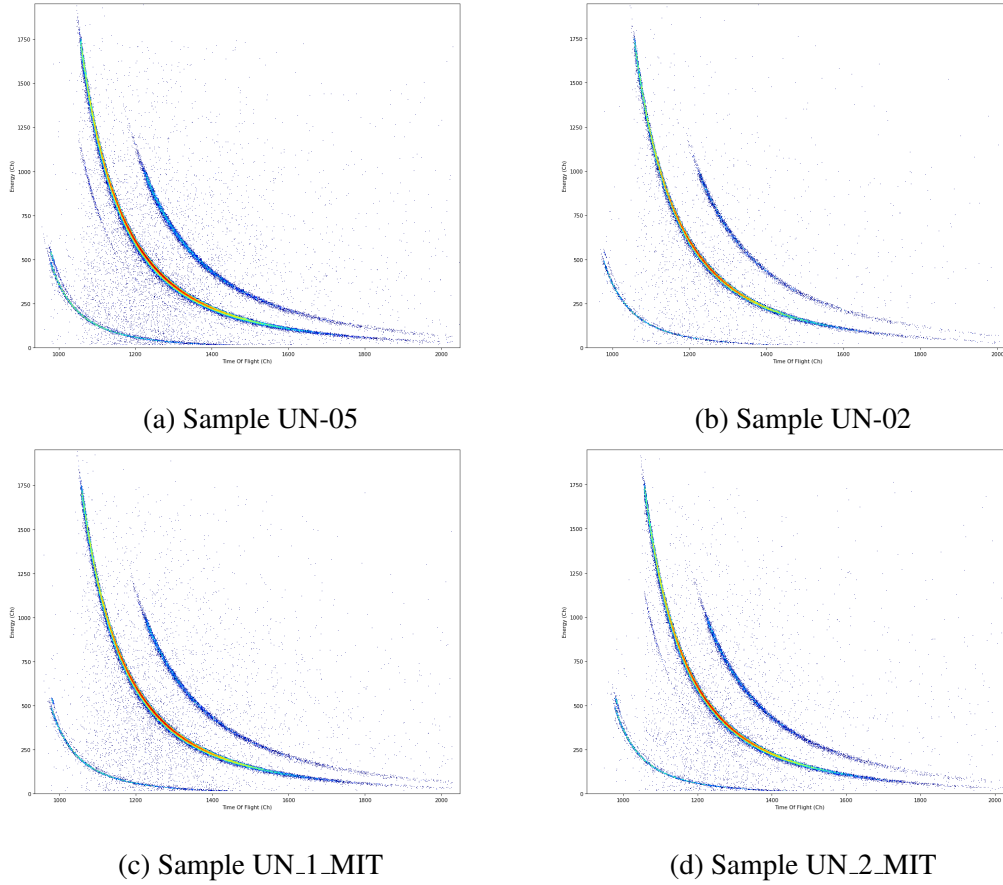 1750
1500
1250
1000
750
500
250
0
Energy (Ch)
1000 1200 1400 1600 1800 2000
Time Of Flight (Ch)
1750
1500
1250
1000
750
500
250
0
Energy (Ch)
1000 1200 1400 1600 1800 2000
Time Of Flight (Ch)
(a) Sample UN-05
(b) Sample UN-02
1750
1500
1250
1000
750
500
250
0
Energy (Ch)
1000 1200 1400 1600 1800 2000
Time Of Flight (Ch)
1750
1500
1250
1000
750
500
250
0
Energy (Ch)
1000 1200 1400 1600 1800 2000
Time Of Flight (Ch)
(c) Sample UN_1_MIT
(d) Sample UN_2_MIT